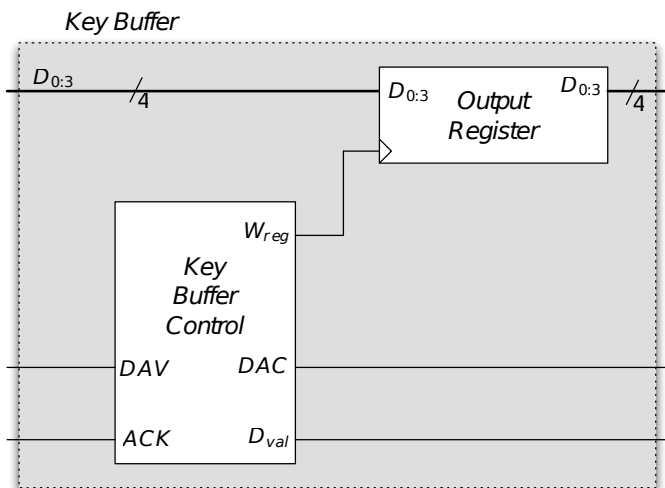 Key Buffer
D0:3
4
D0:3
Output
Register
D0:3
4
Wreg
Key
Buffer
Control
DAV
DAC
ACK
Dval